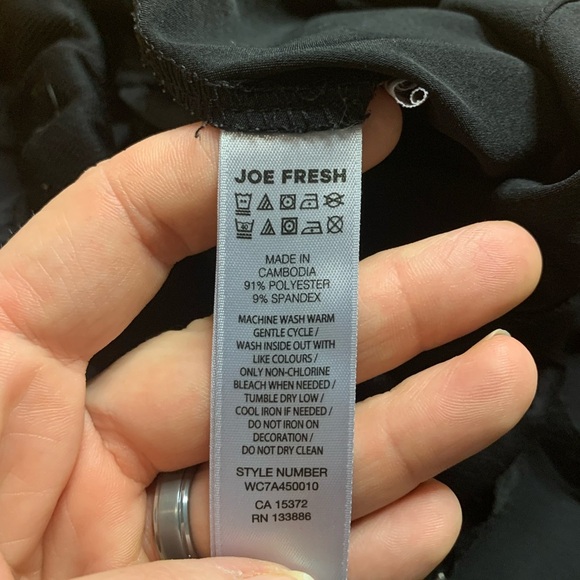 JOE FRESH
MADE IN
CAMBODIA
91% POLYESTER
9% SPANDEX
MACHINE WASH WARM
GENTLE CYCLE /
WASH INSIDE OUT WITH
LIKE COLOURS /
ONLY NON-CHLORINE
BLEACH WHEN NEEDED /
TUMBLE DRY LOW /
COOL IRON IF NEEDED /
DO NOT IRON ON
DECORATION /
DO NOT DRY CLEAN
STYLE NUMBER
WC7A450010
CA 15372
RN 133886